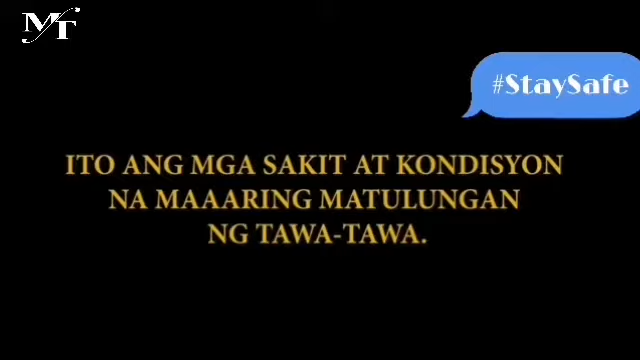 MT
#StaySafe
ITO ANG MGA SAKIT AT KONDISYON
NA MAAARING MATULUNGAN
NG TAWA-TAWA.